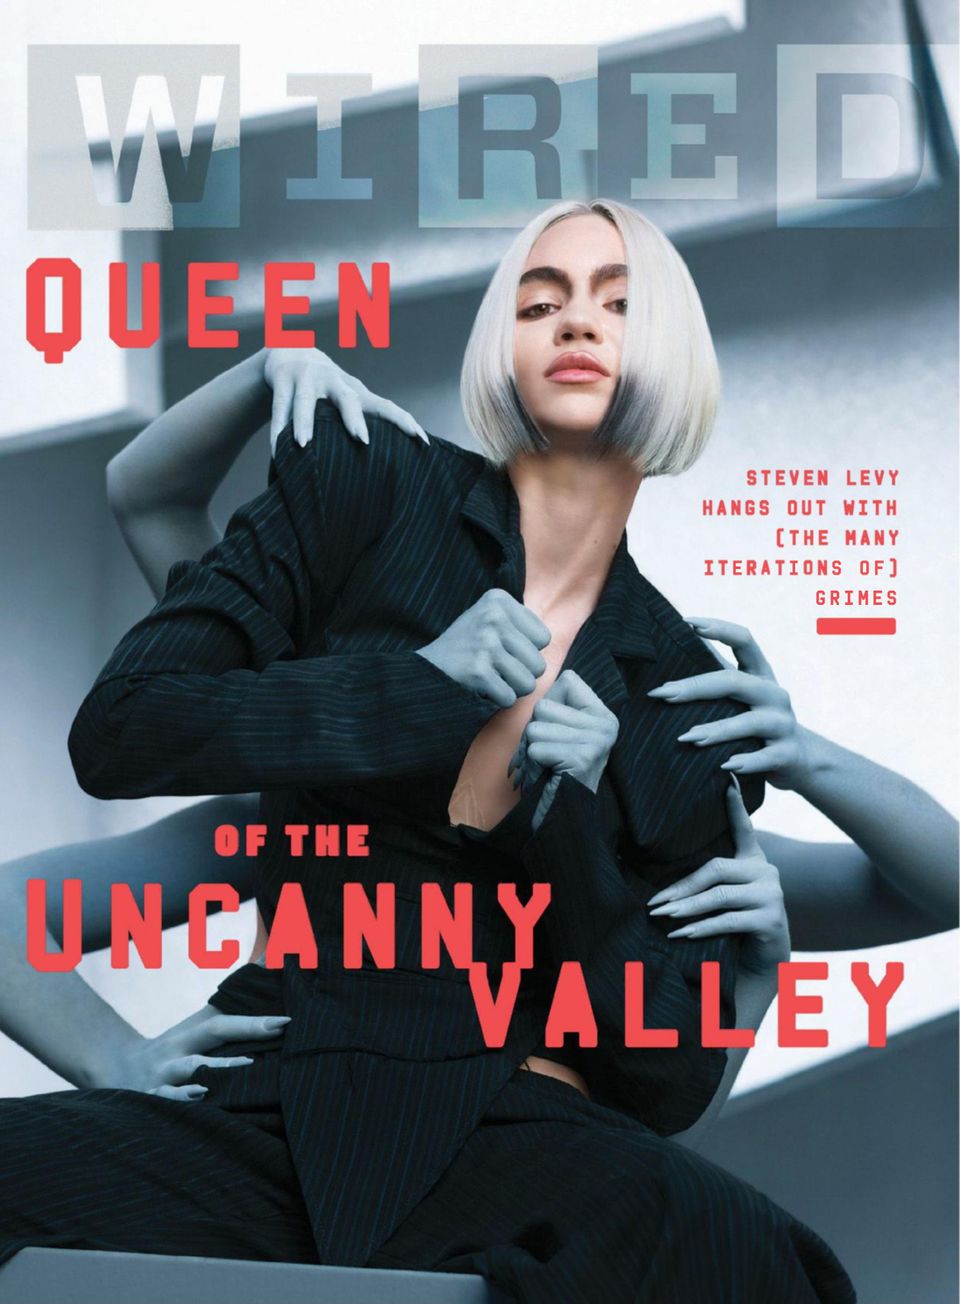 WIRED
QUEEN
STEVEN LEVY
HANGS OUT WITH
[THE MANY
ITERATIONS OF]
GRIMES
OF THE
UNCANNY
VALLEY